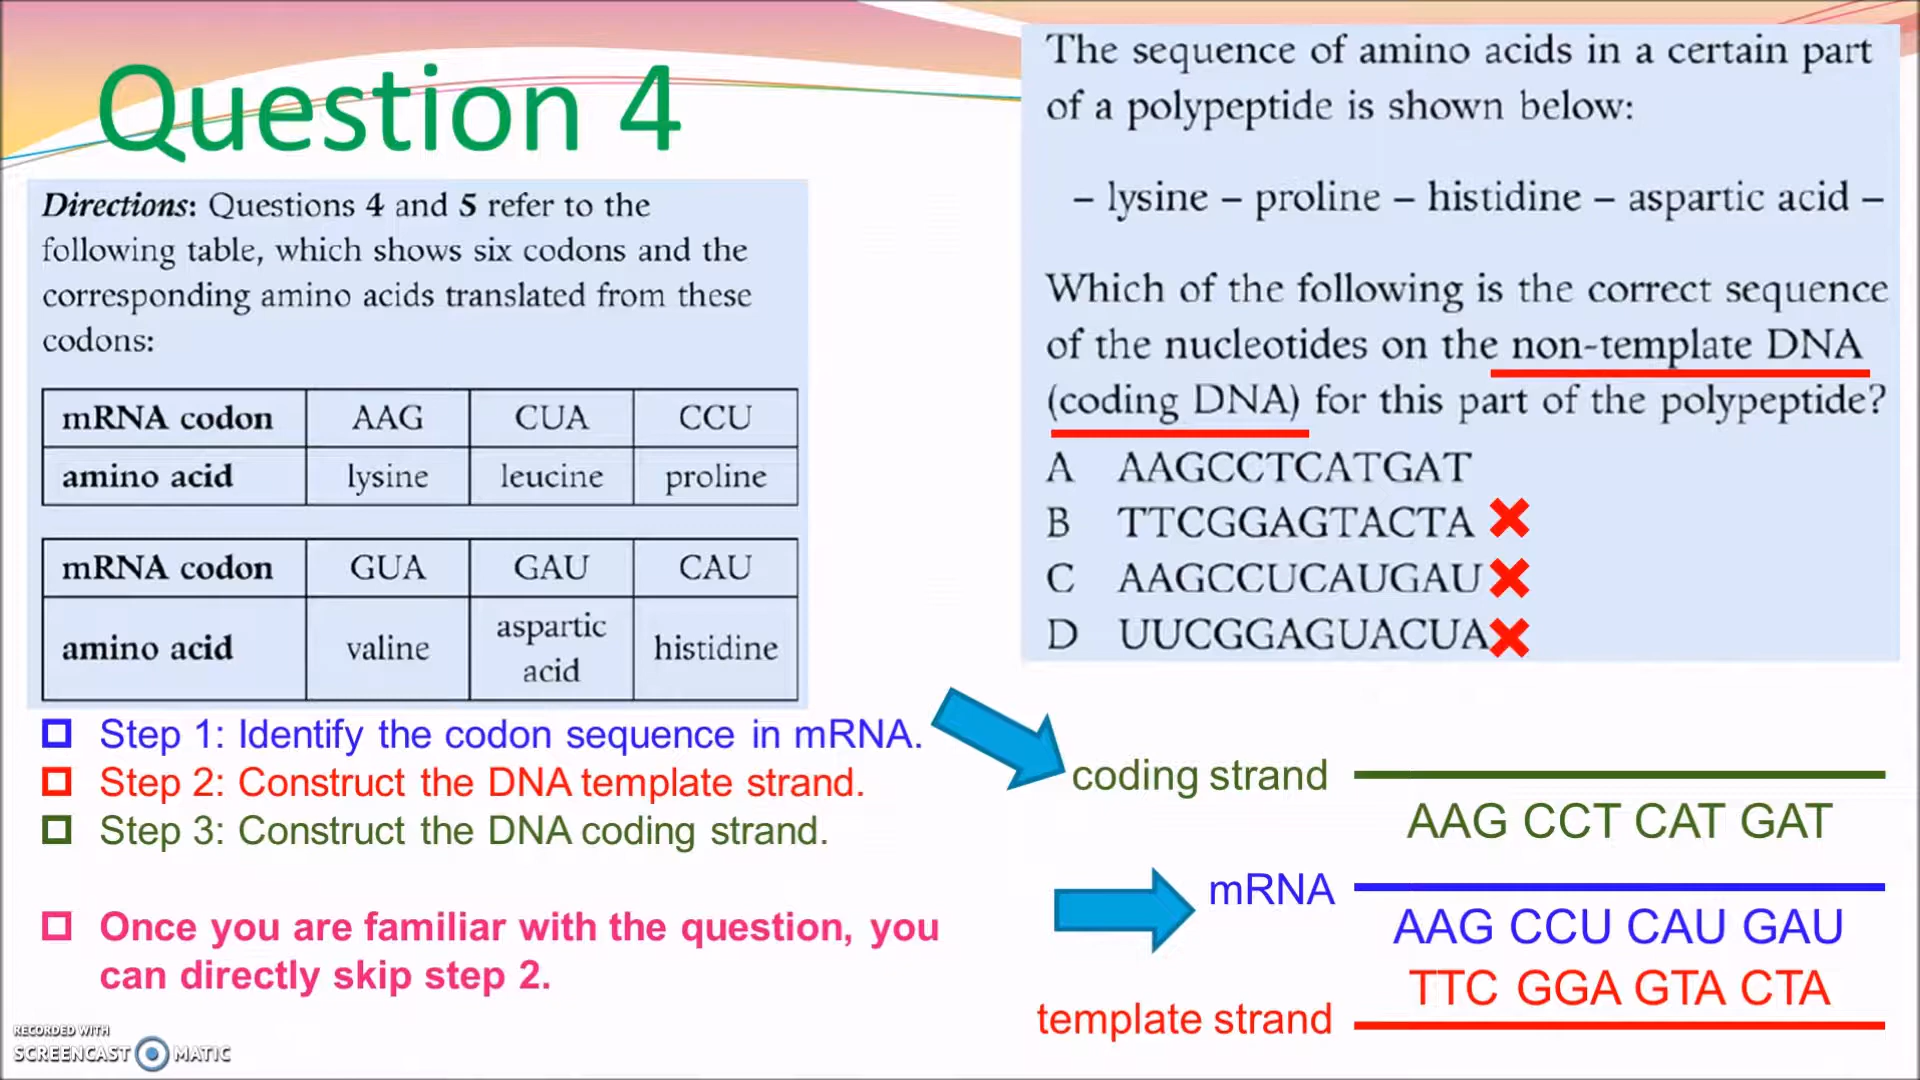 Question 4
Directions: Questions 4 and 5 refer to the
following table, which shows six codons and the
corresponding amino acids translated from these
codons:
mRNA codon AAG CUA CCU
amino acid lysine leucine proline
mRNA codon GUA GAU CAU
amino acid valine aspartic acid histidine
The sequence of amino acids in a certain part
of a polypeptide is shown below:
– lysine – proline – histidine – aspartic acid –
Which of the following is the correct sequence
of the nucleotides on the non-template DNA
(coding DNA) for this part of the polypeptide?
A AAGCCTCATGAT
B TTCGGAGTACTA
C AAGCCUCAUGAU
D UUCGGAGUACUA
Step 1: Identify the codon sequence in mRNA.
Step 2: Construct the DNA template strand.
Step 3: Construct the DNA coding strand.
Once you are familiar with the question, you
can directly skip step 2.
coding strand
AAG CCT CAT GAT
mRNA
AAG CCU CAU GAU
TTC GGA GTA CTA
template strand
RECORDED WITH
SCREENCAST MATIC